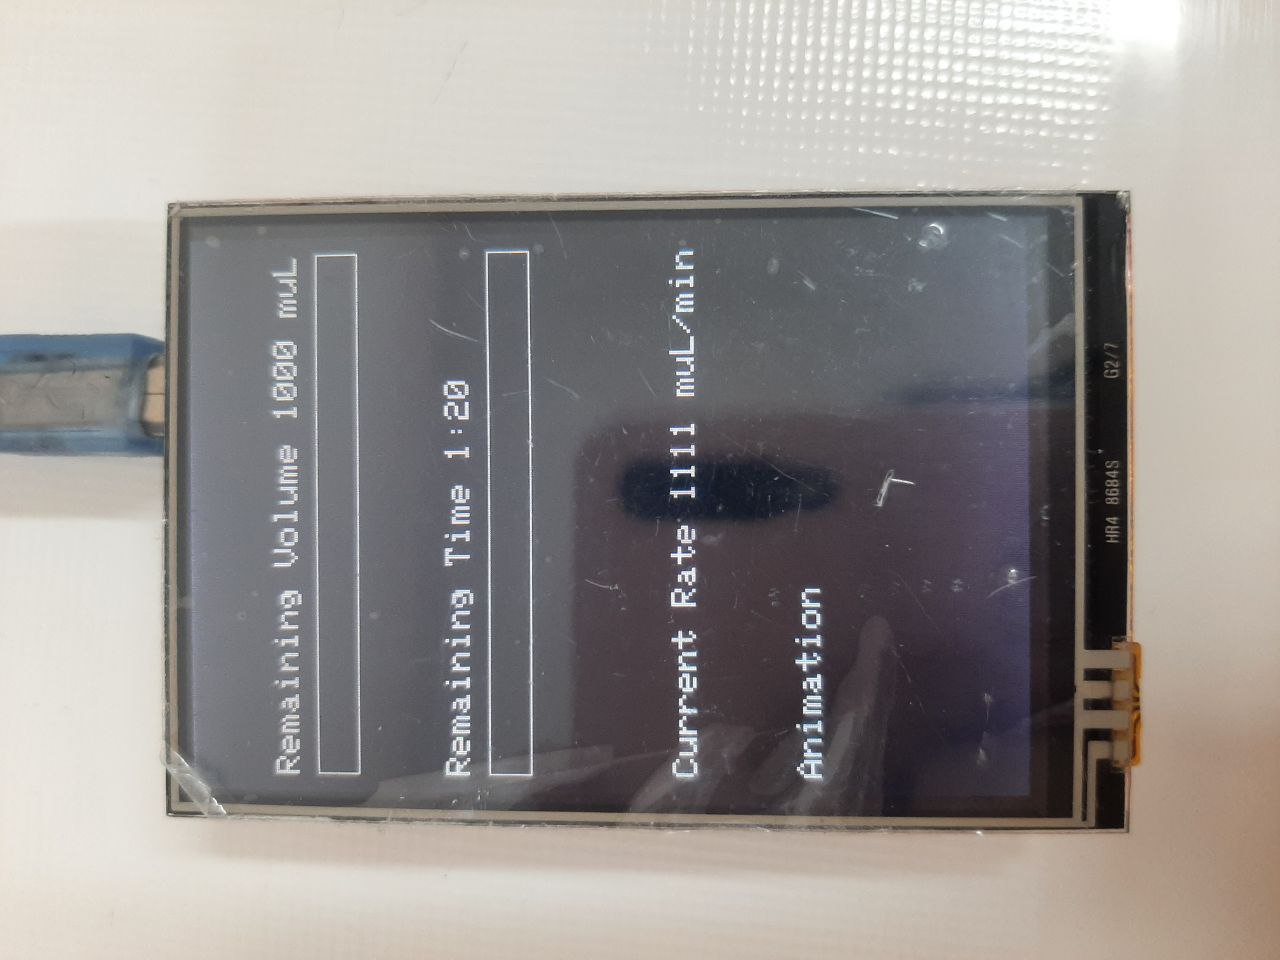 Remaining Volume 1000 muL
Remaining Time 1:20
Current Rate 1111 muL/min
Animation
HR4 8684S G2/7